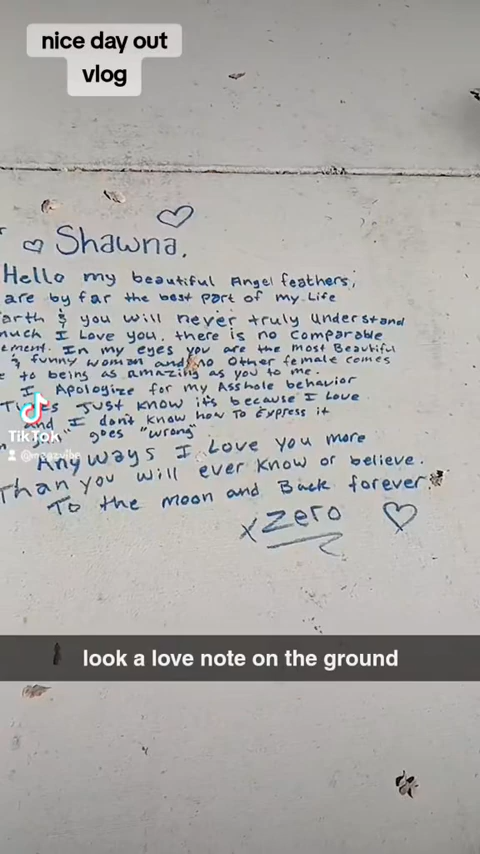 nice day out
vlog
Shawna,
Hello my beautiful Angel feathers,
are by far the best part of my Life
arth & you will never truly understand
much I Love you. there is no comparable
ement. In my eyes you are the most Beautiful
& funny woman and no Other female comes
e to being as amazing as you to me.
I Apologize for my Asshole behavior
Times Just know its because I Love
and I dont know how To Express it
goes "wrong"
Anyways I Love you more
Than you will ever know or believe.
To the moon and Back forever
x Zero
TikTok
look a love note on the ground